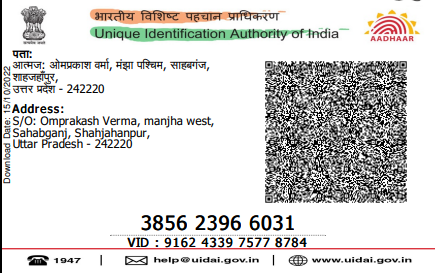 भारतीय विशिष्ट पहचान प्राधिकरण
Unique Identification Authority of India
AADHAAR
पता:
आत्मज: ओमप्रकाश वर्मा, मंझा पश्चिम, साहबगंज,
शाहजहाँपुर,
उत्तर प्रदेश - 242220
Address:
S/O: Omprakash Verma, manjha west,
Sahabganj, Shahjahanpur,
Uttar Pradesh - 242220
Download Date: 15/10/2022
3856 2396 6031
VID : 9162 4339 7577 8784
1947 | help@uidai.gov.in | www.uidai.gov.in